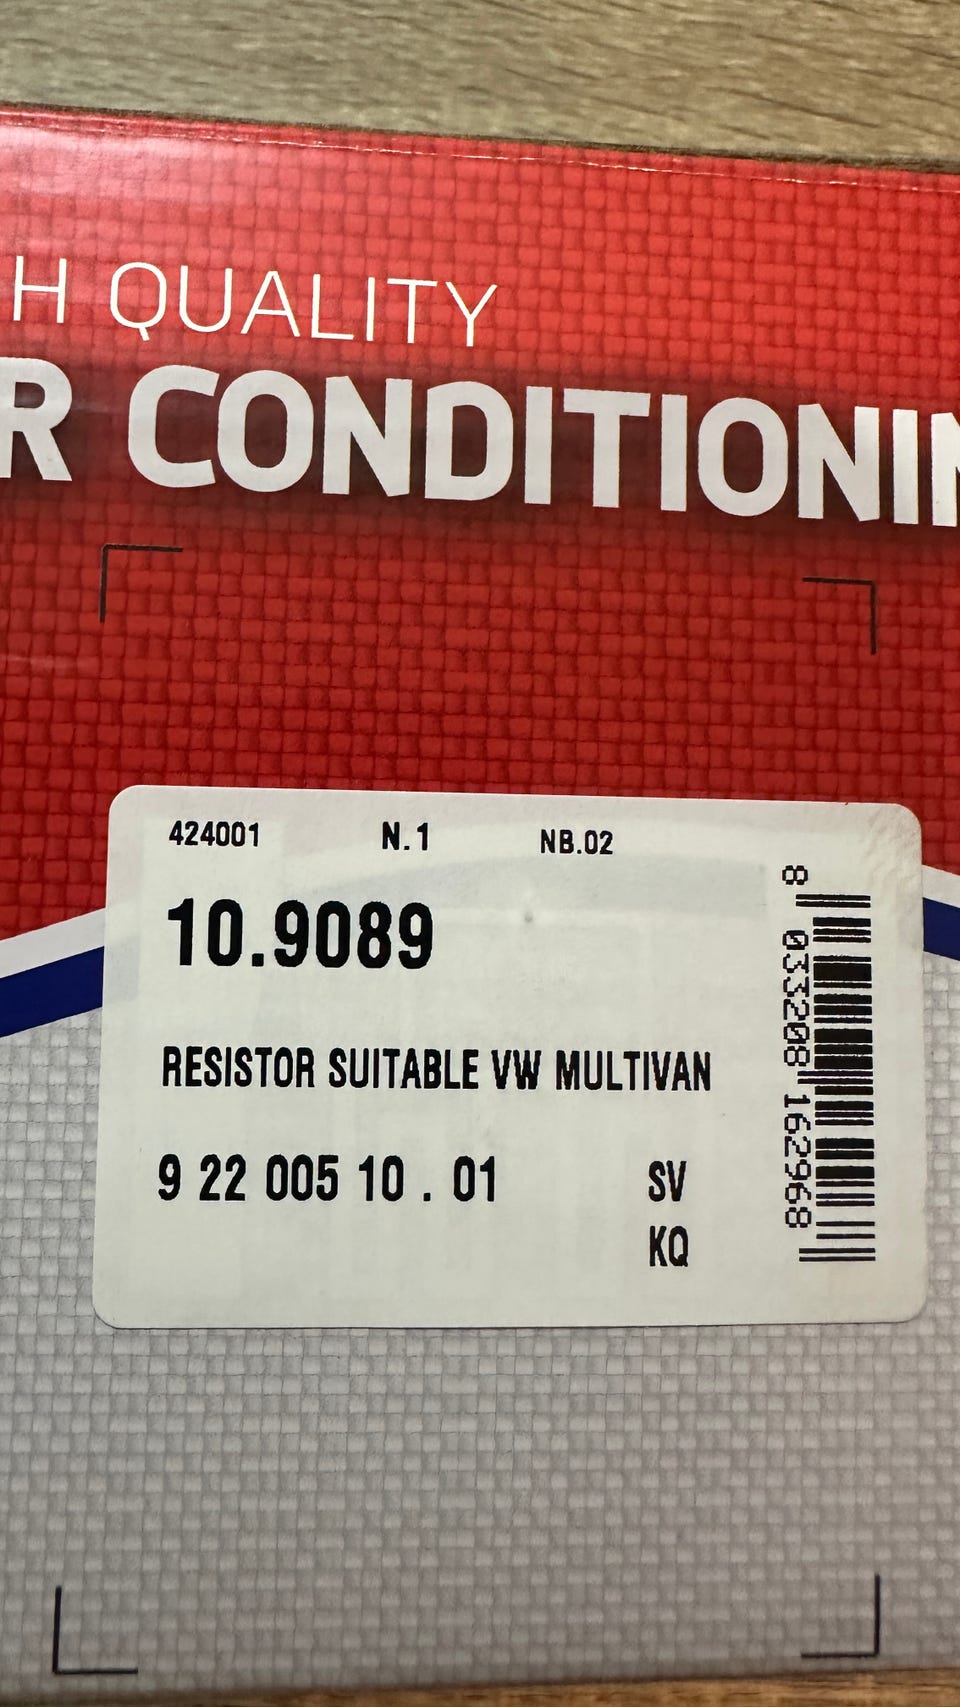 H QUALITY
R CONDITIONIN
424001 N.1 NB.02
10.9089
RESISTOR SUITABLE VW MULTIVAN
9 22 005 10 . 01 SV
KQ
8 033208 162968